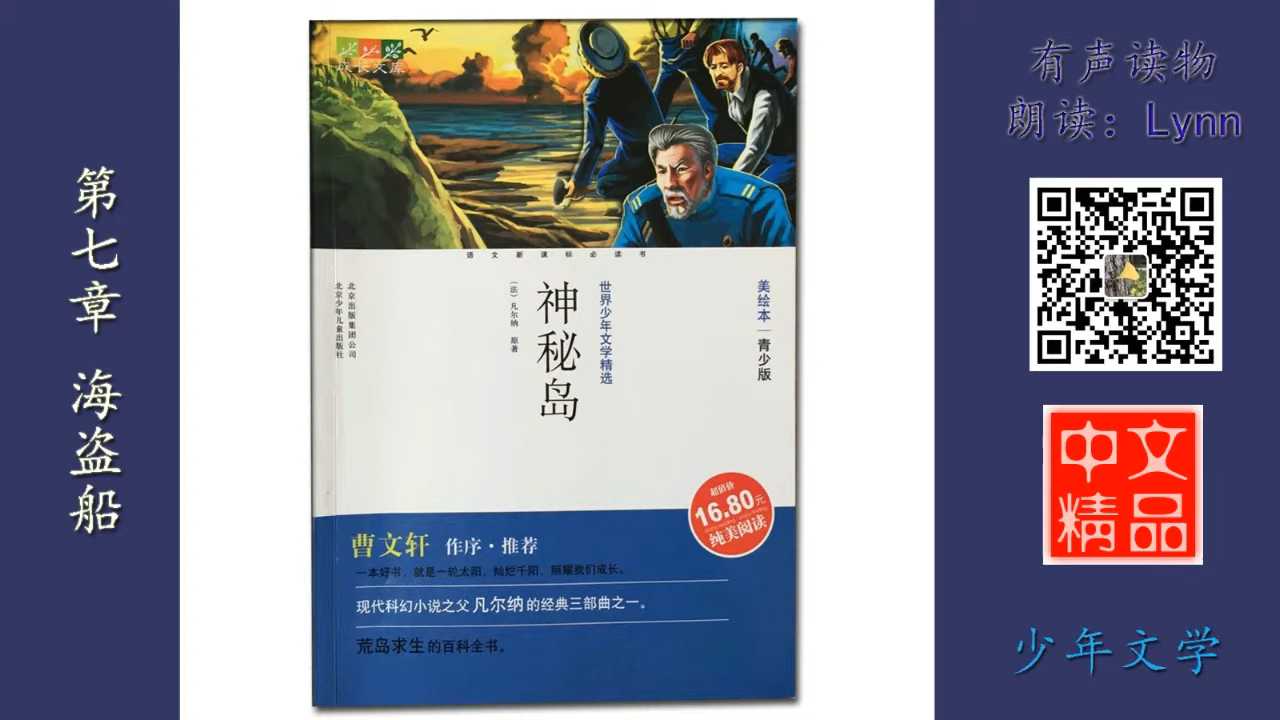 第七章 海盗船
成长文库
语文新课标必读书
美绘本 | 青少版
世界少年文学精选
神秘岛
（法）凡尔纳 原著
北京出版集团公司
北京少年儿童出版社
超值价
16.80元
纯美阅读
曹文轩 作序·推荐
一本好书，就是一轮太阳。灿烂千阳，照耀我们成长。
现代科幻小说之父凡尔纳的经典三部曲之一。
荒岛求生的百科全书。
有声读物
朗读：Lynn
中文
精品
少年文学